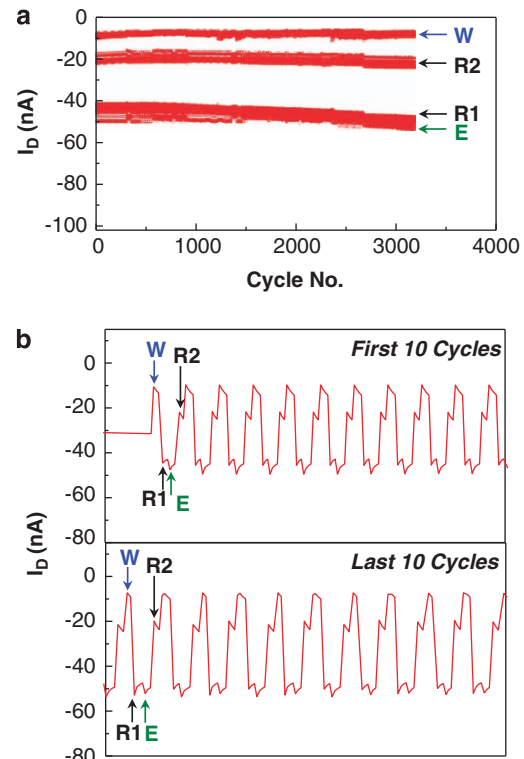 a
0
-20
-40
-60
-80
-100
I_D (nA)
W
R2
R1
E
0 1000 2000 3000 4000
Cycle No.
b
First 10 Cycles
0
-20
-40
-60
-80
W
R2
R1
E
I_D (nA)
Last 10 Cycles
0
-20
-40
-60
-80
W
R2
R1
E